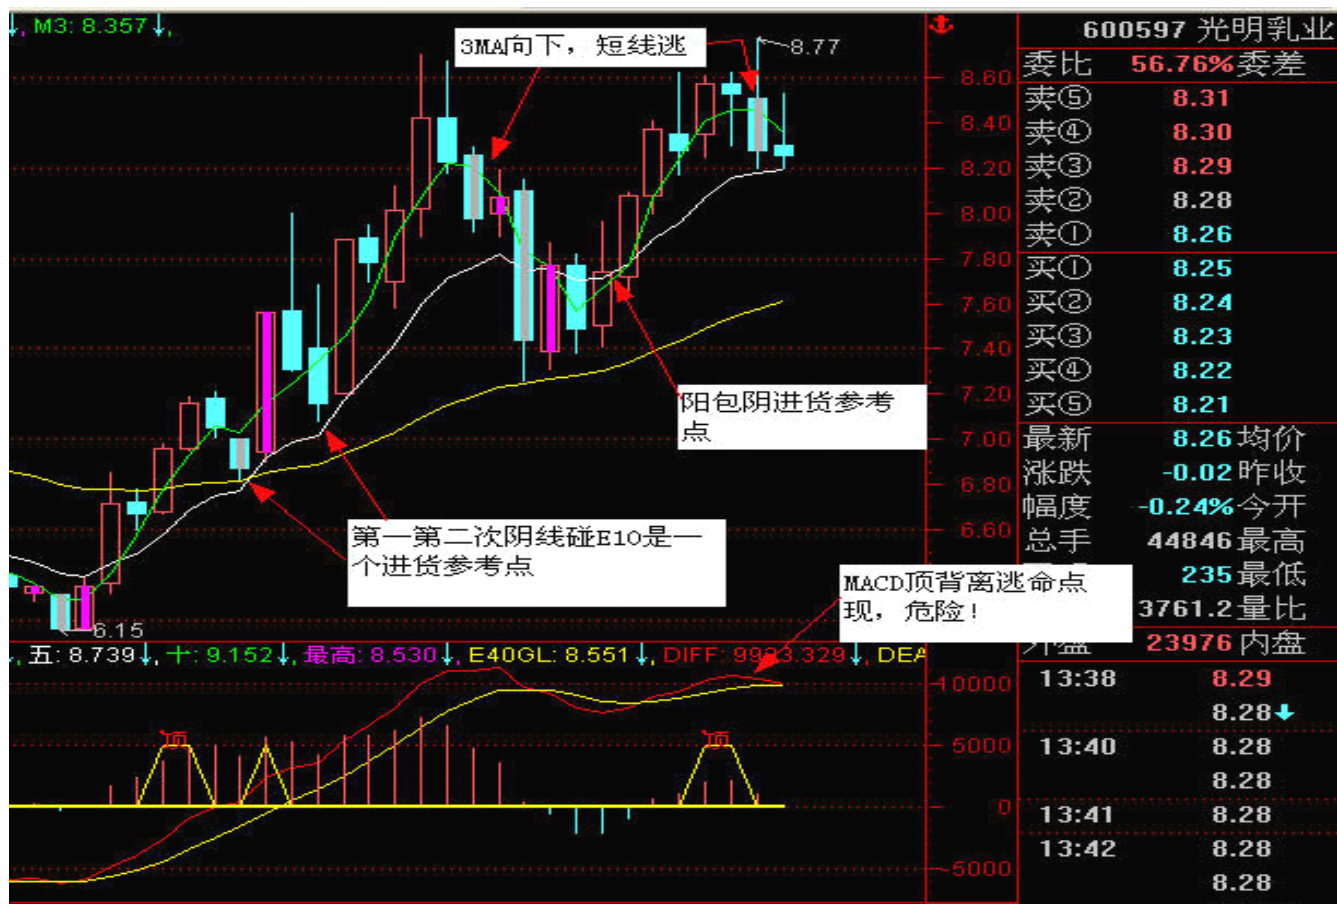 ↓, M3: 8.357↓,
600597 光明乳业
3MA向下，短线逃
8.77
委比 56.76% 委差
8.60
卖⑤ 8.31
8.40
卖④ 8.30
卖③ 8.29
8.20
卖② 8.28
8.00
卖① 8.26
7.80
买① 8.25
7.60
买② 8.24
买③ 8.23
7.40
买④ 8.22
7.20
买⑤ 8.21
阳包阴进货参考
点
7.00
最新 8.26 均价
涨跌 -0.02 昨收
6.80
幅度 -0.24% 今开
6.60
总手 44846 最高
第一第二次阴线碰E10是一
个进货参考点
235 最低
MACD顶背离逃命点
现，危险！
3761.2 量比
6.15
外盘 23976 内盘
↓, 五: 8.739↓, 十: 9.152↓, 最高: 8.530↓, E40GL: 8.551↓, DIFF: 9993.329↓, DEA
10000
13:38 8.29
8.28↓
顶 顶
5000
13:40 8.28
8.28
0
13:41 8.28
13:42 8.28
-5000
8.28